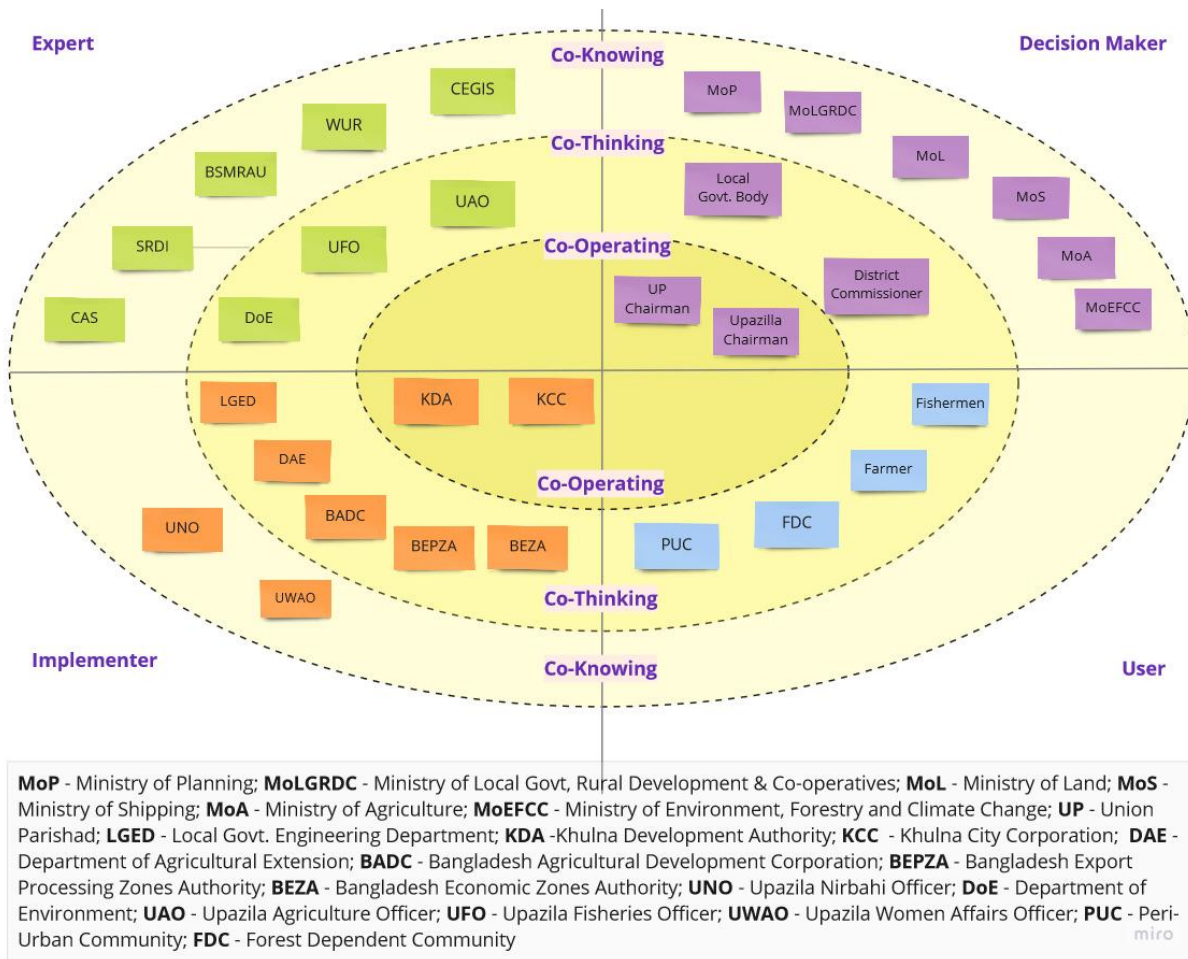 Expert
Decision Maker
Co-Knowing
CEGIS
MoP
MoLGRDC
WUR
Co-Thinking
MoL
BSMRAU
Local
Govt. Body
MoS
UAO
SRDI
UFO
Co-Operating
MoA
District
Commissioner
UP
Chairman
MoEFCC
CAS
DoE
Upazilla
Chairman
LGED
KDA
KCC
Fishermen
DAE
Farmer
Co-Operating
UNO
BADC
FDC
BEPZA
BEZA
PUC
UWAO
Co-Thinking
Implementer
Co-Knowing
User
MoP - Ministry of Planning; MoLGRDC - Ministry of Local Govt, Rural Development & Co-operatives; MoL - Ministry of Land; MoS -
Ministry of Shipping; MoA - Ministry of Agriculture; MoEFCC - Ministry of Environment, Forestry and Climate Change; UP - Union
Parishad; LGED - Local Govt. Engineering Department; KDA -Khulna Development Authority; KCC - Khulna City Corporation; DAE -
Department of Agricultural Extension; BADC - Bangladesh Agricultural Development Corporation; BEPZA - Bangladesh Export
Processing Zones Authority; BEZA - Bangladesh Economic Zones Authority; UNO - Upazila Nirbahi Officer; DoE - Department of
Environment; UAO - Upazila Agriculture Officer; UFO - Upazila Fisheries Officer; UWAO - Upazila Women Affairs Officer; PUC - Peri-
Urban Community; FDC - Forest Dependent Community
miro